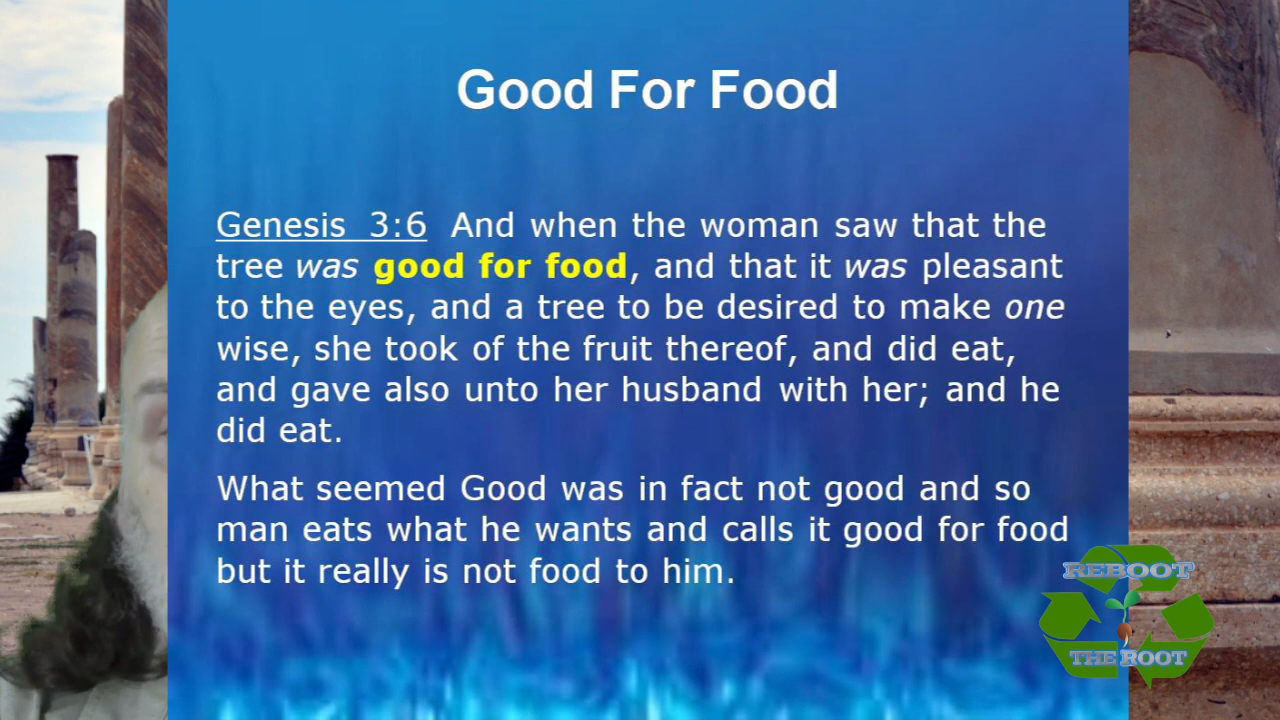 Good For Food
Genesis 3:6 And when the woman saw that the
tree was good for food, and that it was pleasant
to the eyes, and a tree to be desired to make one
wise, she took of the fruit thereof, and did eat,
and gave also unto her husband with her; and he
did eat.
What seemed Good was in fact not good and so
man eats what he wants and calls it good for food
but it really is not food to him.
REBOOT
THE ROOT